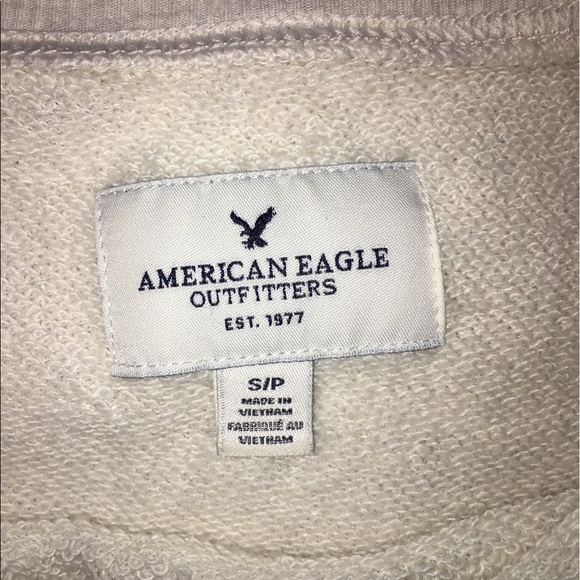 AMERICAN EAGLE
OUTFITTERS
EST. 1977
S/P
MADE IN
VIETNAM
FABRIQUÉ AU
VIETNAM